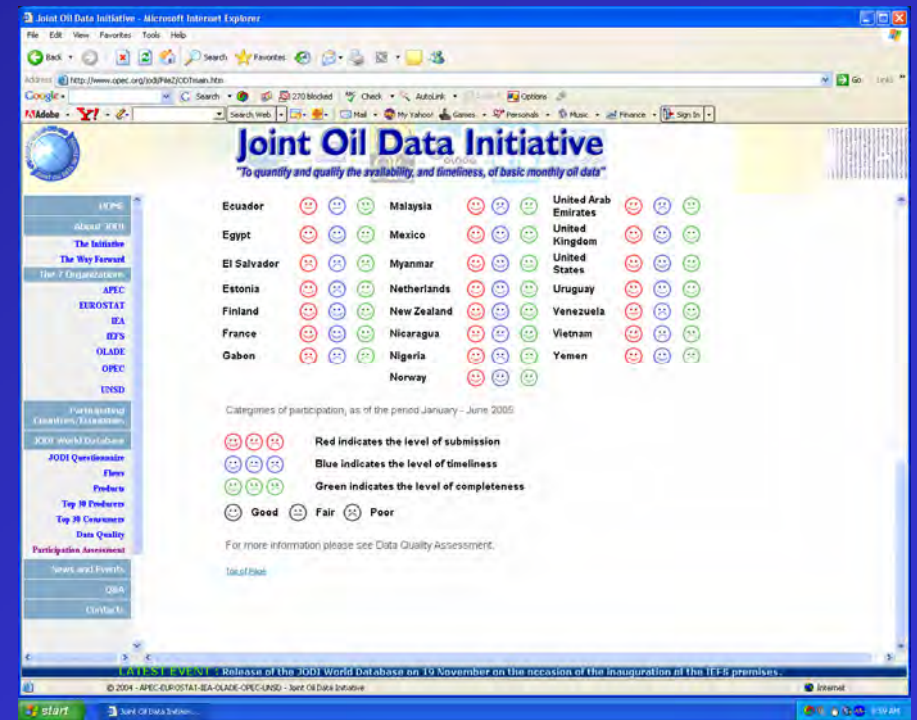 Joint Oil Data Initiative - Microsoft Internet Explorer
File Edit View Favorites Tools Help
Back Search Favorites
Address http://www.opec.org/jodi/File2/ODTmain.htm Go Links
Google Search 270 blocked Check AutoLink Options
Adobe Y! Search Web Mail My Yahoo! Games Personals Music Finance Sign In
Joint Oil Data Initiative
"To quantify and qualify the availability, and timeliness, of basic monthly oil data"
HOME
About JODI
The Initiative
The Way Forward
The 7 Organizations
APEC
EUROSTAT
IEA
IEFS
OLADE
OPEC
UNSD
Participating Countries/Economies
JODI World Database
JODI Questionnaire
Flows
Products
Top 30 Producers
Top 30 Consumers
Data Quality
Participation Assessment
News and Events
Q&A
Contacts
Ecuador Malaysia United Arab Emirates
Egypt Mexico United Kingdom
El Salvador Myanmar United States
Estonia Netherlands Uruguay
Finland New Zealand Venezuela
France Nicaragua Vietnam
Gabon Nigeria Yemen
Norway
Categories of participation, as of the period January - June 2005
Red indicates the level of submission
Blue indicates the level of timeliness
Green indicates the level of completeness
Good Fair Poor
For more information please see Data Quality Assessment.
Top of Page
LATEST EVENT : Release of the JODI World Database on 19 November on the occasion of the inauguration of the IEFS premises.
© 2004 - APEC-EUROSTAT-IEA-OLADE-OPEC-UNSD - Joint Oil Data Initiative Internet
start Joint Oil Data Initiati... 9:59 AM